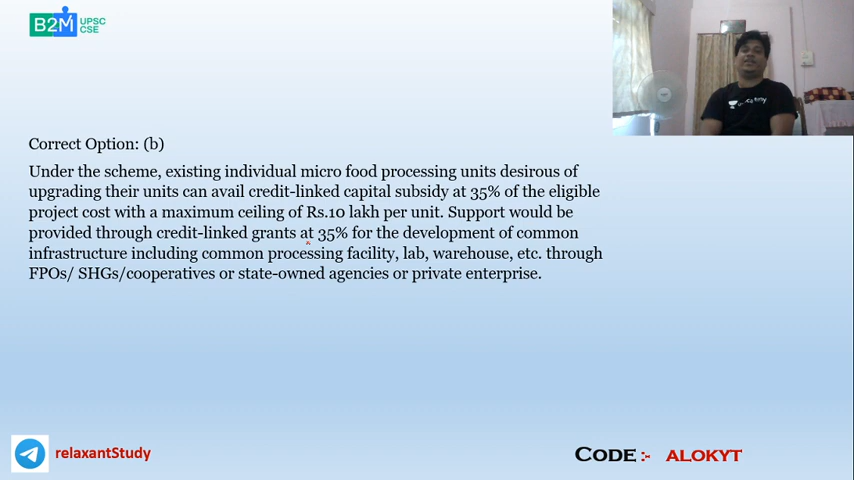 B2M UPSC
CSE
Correct Option: (b)
Under the scheme, existing individual micro food processing units desirous of
upgrading their units can avail credit-linked capital subsidy at 35% of the eligible
project cost with a maximum ceiling of Rs.10 lakh per unit. Support would be
provided through credit-linked grants at 35% for the development of common
infrastructure including common processing facility, lab, warehouse, etc. through
FPOs/ SHGs/cooperatives or state-owned agencies or private enterprise.
relaxantStudy
CODE :- ALOKYT